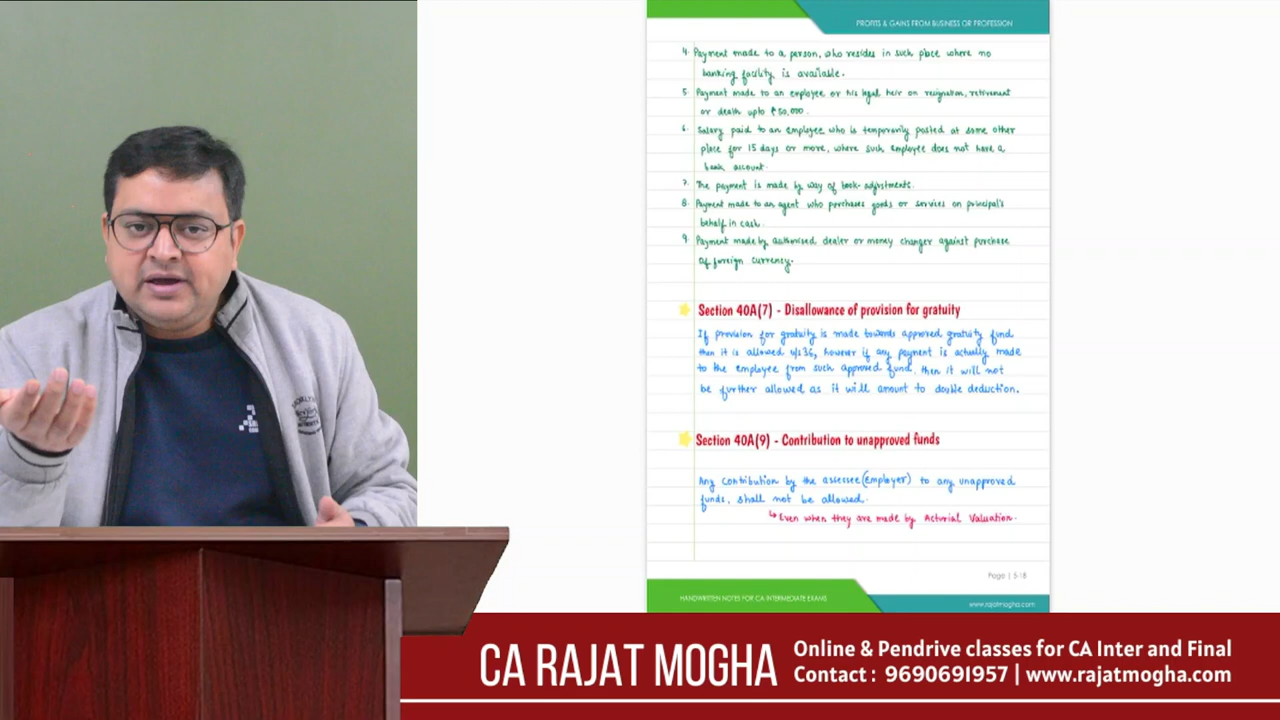 PROFITS & GAINS FROM BUSINESS OR PROFESSION
4. Payment made to a person, who resides in such place where no
banking facility is available.
5. Payment made to an employee or his legal heir on resignation, retirement
or death upto ₹50,000.
6. Salary paid to an employee who is temporarily posted at some other
place for 15 days or more, where such employee does not have a
bank account.
7. The payment is made by way of book-adjustments.
8. Payment made to an agent who purchases goods or services on principal's
behalf in cash.
9. Payment made by authorised dealer or money changer against purchase
of foreign currency.
Section 40A(7) - Disallowance of provision for gratuity
If provision for gratuity is made towards approved gratuity fund
then it is allowed u/s 36, however if any payment is actually made
to the employee from such approved fund, then it will not
be further allowed as it will amount to double deduction.
Section 40A(9) - Contribution to unapproved funds
Any contribution by the assessee (Employer) to any unapproved
funds, shall not be allowed.
↳ Even when they are made by Acturial Valuation.
Page | 5-18
HANDWRITTEN NOTES FOR CA INTERMEDIATE EXAMS
www.rajatmogha.com
CA RAJAT MOGHA
Online & Pendrive classes for CA Inter and Final
Contact : 9690691957 | www.rajatmogha.com